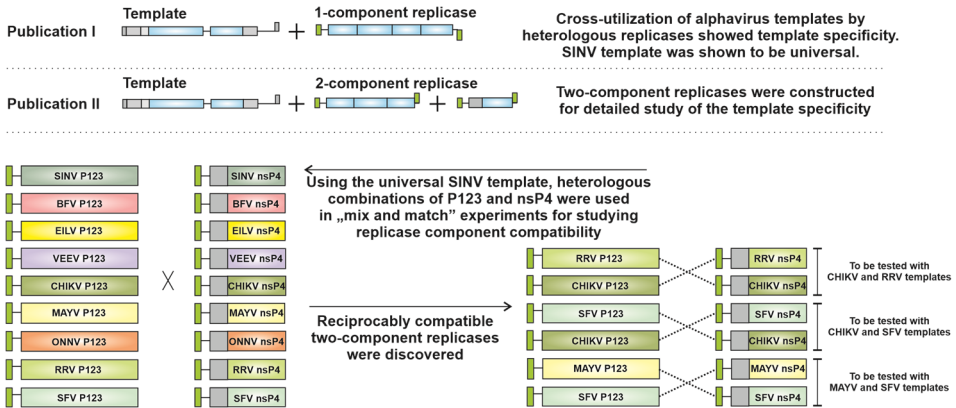 Publication I
Template
1-component replicase
Cross-utilization of alphavirus templates by
heterologous replicases showed template specificity.
SINV template was shown to be universal.
Publication II
Template
2-component replicase
Two-component replicases were constructed
for detailed study of the template specificity
SINV P123
BFV P123
EILV P123
VEEV P123
CHIKV P123
MAYV P123
ONNV P123
RRV P123
SFV P123
X
SINV nsP4
BFV nsP4
EILV nsP4
VEEV nsP4
CHIKV nsP4
MAYV nsP4
ONNV nsP4
RRV nsP4
SFV nsP4
Using the universal SINV template, heterologous
combinations of P123 and nsP4 were used
in „mix and match” experiments for studying
replicase component compatibility
Reciprocably compatible
two-component replicases
were discovered
RRV P123
CHIKV P123
SFV P123
CHIKV P123
MAYV P123
SFV P123
RRV nsP4
CHIKV nsP4
SFV nsP4
CHIKV nsP4
MAYV nsP4
SFV nsP4
To be tested with
CHIKV and RRV templates
To be tested with
CHIKV and SFV templates
To be tested with
MAYV and SFV templates